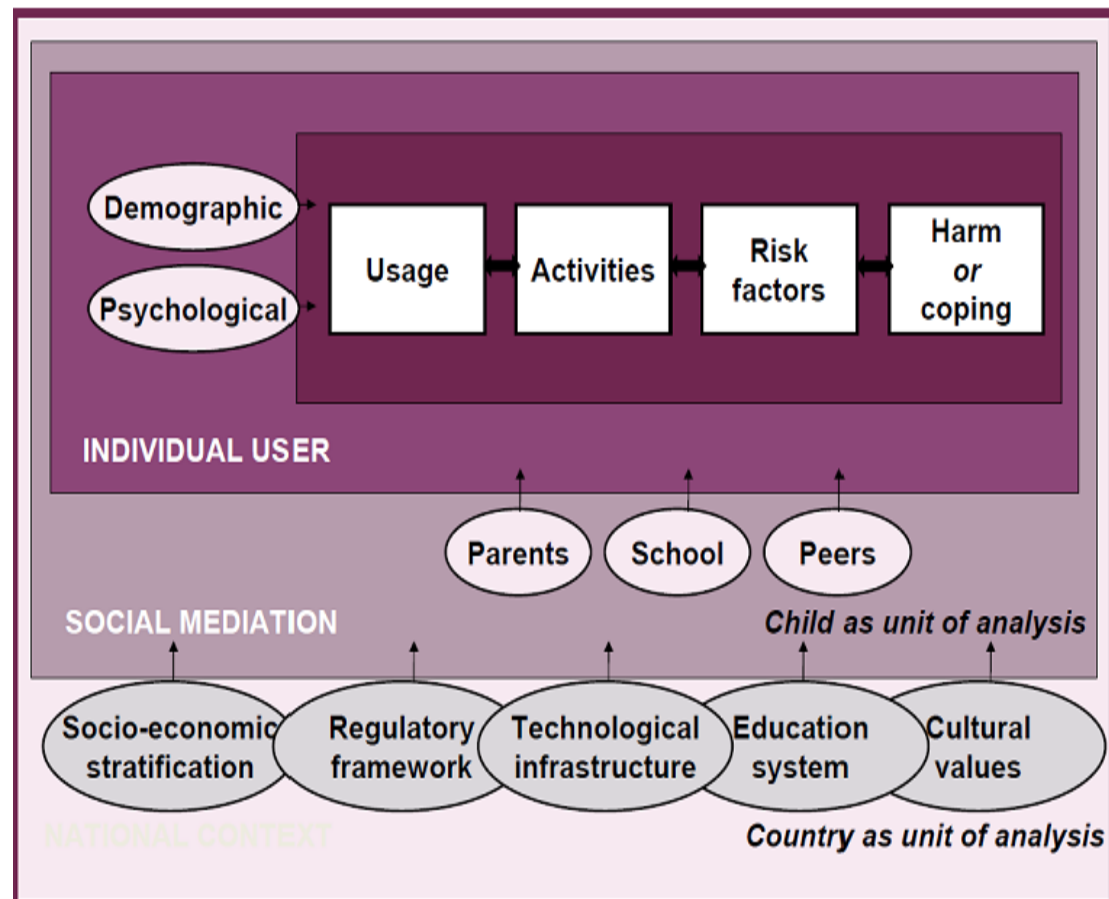 Demographic
Psychological
Usage
Activities
Risk
factors
Harm
or
coping
INDIVIDUAL USER
Parents
School
Peers
SOCIAL MEDIATION
Child as unit of analysis
Socio-economic
stratification
Regulatory
framework
Technological
infrastructure
Education
system
Cultural
values
NATIONAL CONTEXT
Country as unit of analysis